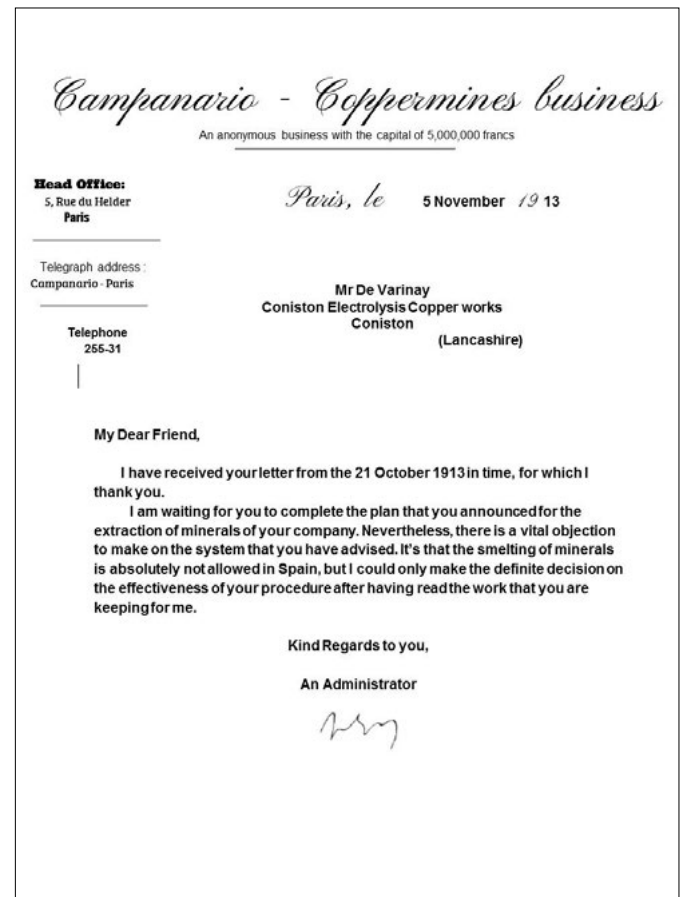 Campanario - Coppermines business
An anonymous business with the capital of 5,000,000 francs
Head Office:
5, Rue du Helder
Paris
Paris, le 5 November 1913
Telegraph address :
Campanario - Paris
Mr De Varinay
Coniston Electrolysis Copper works
Coniston
(Lancashire)
Telephone
255-31
My Dear Friend,
I have received your letter from the 21 October 1913 in time, for which I
thank you.
I am waiting for you to complete the plan that you announced for the
extraction of minerals of your company. Nevertheless, there is a vital objection
to make on the system that you have advised. It's that the smelting of minerals
is absolutely not allowed in Spain, but I could only make the definite decision on
the effectiveness of your procedure after having read the work that you are
keeping for me.
Kind Regards to you,
An Administrator